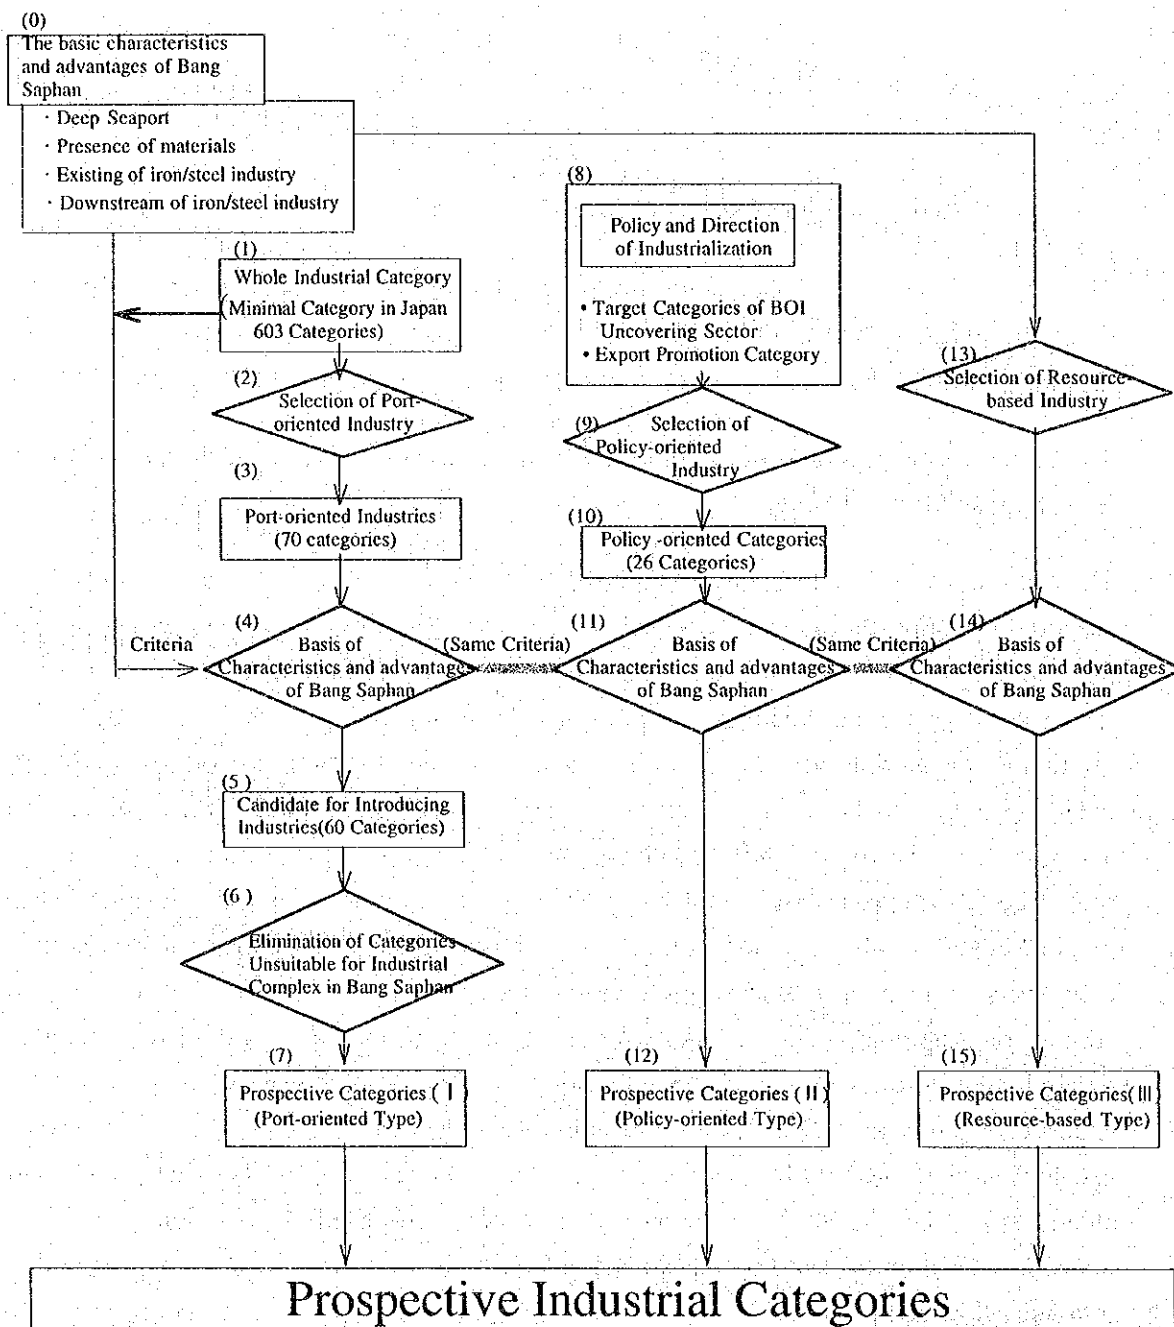 (0)
The basic characteristics
and advantages of Bang
Saphan
· Deep Seaport
· Presence of materials
· Existing of iron/steel industry
· Downstream of iron/steel industry
(1)
Whole Industrial Category
(Minimal Category in Japan
603 Categories)
(2)
Selection of Port-
oriented Industry
(3)
Port-oriented Industries
(70 categories)
Criteria
(4)
Basis of
Characteristics and advantages
of Bang Saphan
(Same Criteria)
(5)
Candidate for Introducing
Industries(60 Categories)
(6)
Elimination of Categories
Unsuitable for Industrial
Complex in Bang Saphan
(7)
Prospective Categories ( I )
(Port-oriented Type)
(8)
Policy and Direction
of Industrialization
• Target Categories of BOI
Uncovering Sector
• Export Promotion Category
(9)
Selection of
Policy-oriented
Industry
(10)
Policy -oriented Categories
(26 Categories)
(11)
Basis of
Characteristics and advantages
of Bang Saphan
(Same Criteria)
(12)
Prospective Categories ( II )
(Policy-oriented Type)
(13)
Selection of Resource-
based Industry
(14)
Basis of
Characteristics and advantages
of Bang Saphan
(15)
Prospective Categories( III )
(Resource-based Type)
Prospective Industrial Categories